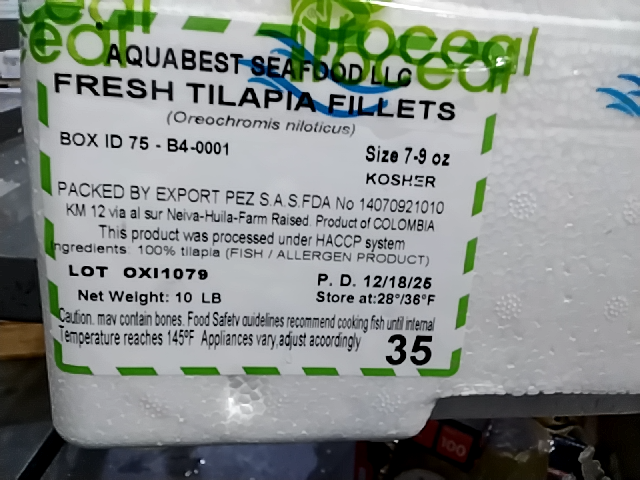 oceal
oceal
AQUABEST SEAFOOD LLC
FRESH TILAPIA FILLETS
(Oreochromis niloticus)
BOX ID 75 - B4-0001
Size 7-9 oz
KOSHER
PACKED BY EXPORT PEZ S.A.S.FDA No 14070921010
KM 12 via al sur Neiva-Huila-Farm Raised. Product of COLOMBIA
This product was processed under HACCP system
Ingredients: 100% tilapia (FISH / ALLERGEN PRODUCT)
LOT OXI1079
P. D. 12/18/25
Net Weight: 10 LB
Store at:28°/36°F
Caution. may contain bones. Food Safety guidelines recommend cooking fish until internal
Temperature reaches 145ºF Appliances vary,adjust acoordingly
35
100